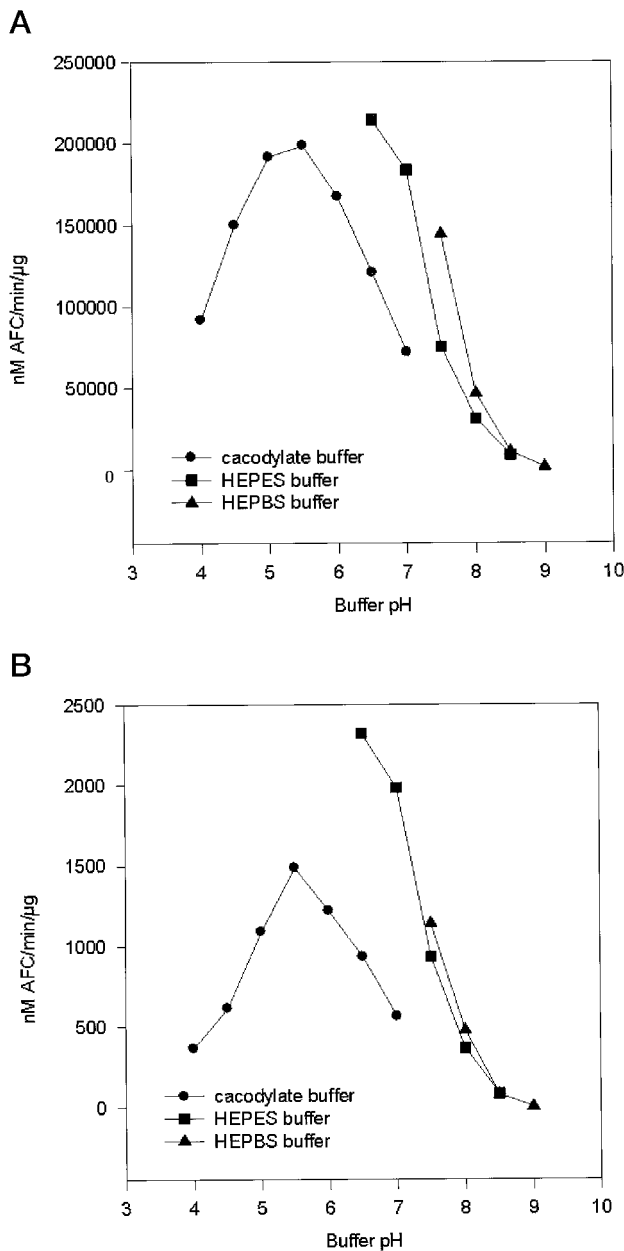 A
250000
200000
150000
100000
50000
0
nM AFC/min/µg
cacodylate buffer
HEPES buffer
HEPBS buffer
3 4 5 6 7 8 9 10
Buffer pH
B
2500
2000
1500
1000
500
0
nM AFC/min/µg
cacodylate buffer
HEPES buffer
HEPBS buffer
3 4 5 6 7 8 9 10
Buffer pH